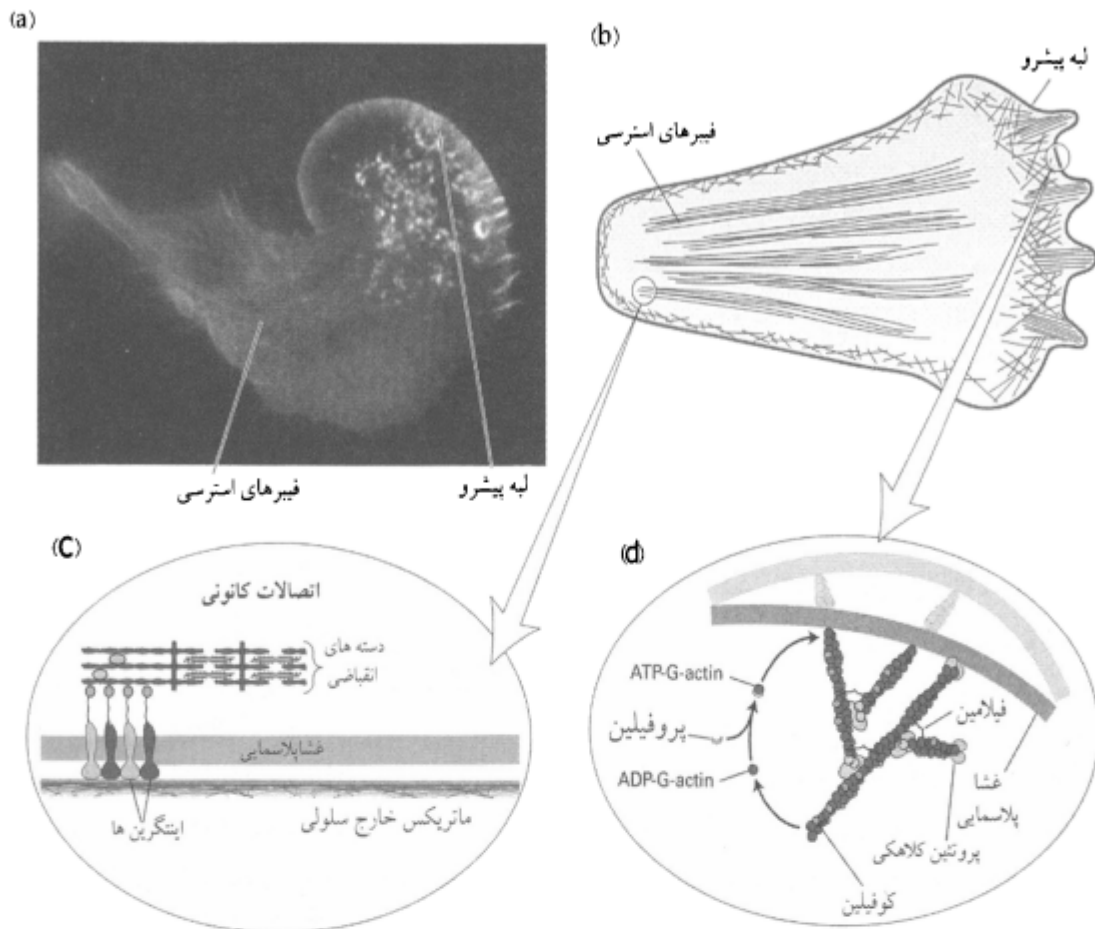 (a)
فیبرهای استرسی
لبه پیشرو
(b)
لبه پیشرو
فیبرهای استرسی
(C)
اتصالات کانونی
دسته های
انقباضی
غشاپلاسمایی
ماتریکس خارج سلولی
اینتگرین ها
(d)
ATP-G-actin
پروفیلین
ADP-G-actin
فیلامین
غشا
پلاسمایی
پروتئین کلاهکی
کوفیلین